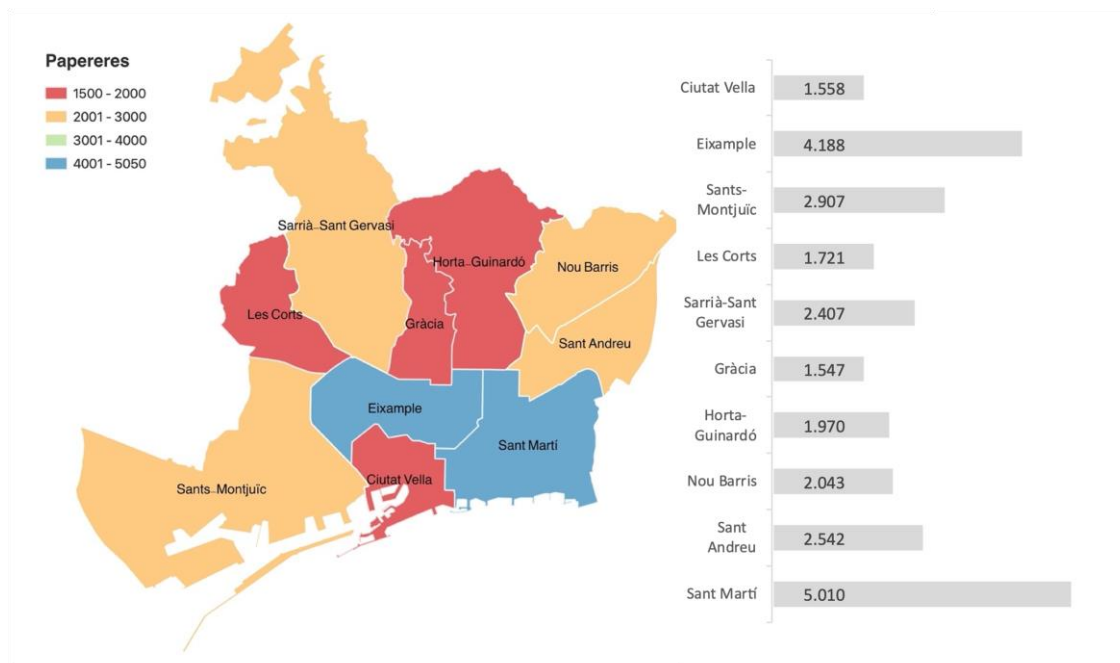 Papereres
1500 - 2000
2001 - 3000
3001 - 4000
4001 - 5050
Sarrià-Sant Gervasi
Horta-Guinardó
Nou Barris
Les Corts
Gràcia
Sant Andreu
Eixample
Sant Martí
Ciutat Vella
Sants-Montjuïc
Ciutat Vella
1.558
Eixample
4.188
Sants-
Montjuïc
2.907
Les Corts
1.721
Sarrià-Sant
Gervasi
2.407
Gràcia
1.547
Horta-
Guinardó
1.970
Nou Barris
2.043
Sant
Andreu
2.542
Sant Martí
5.010